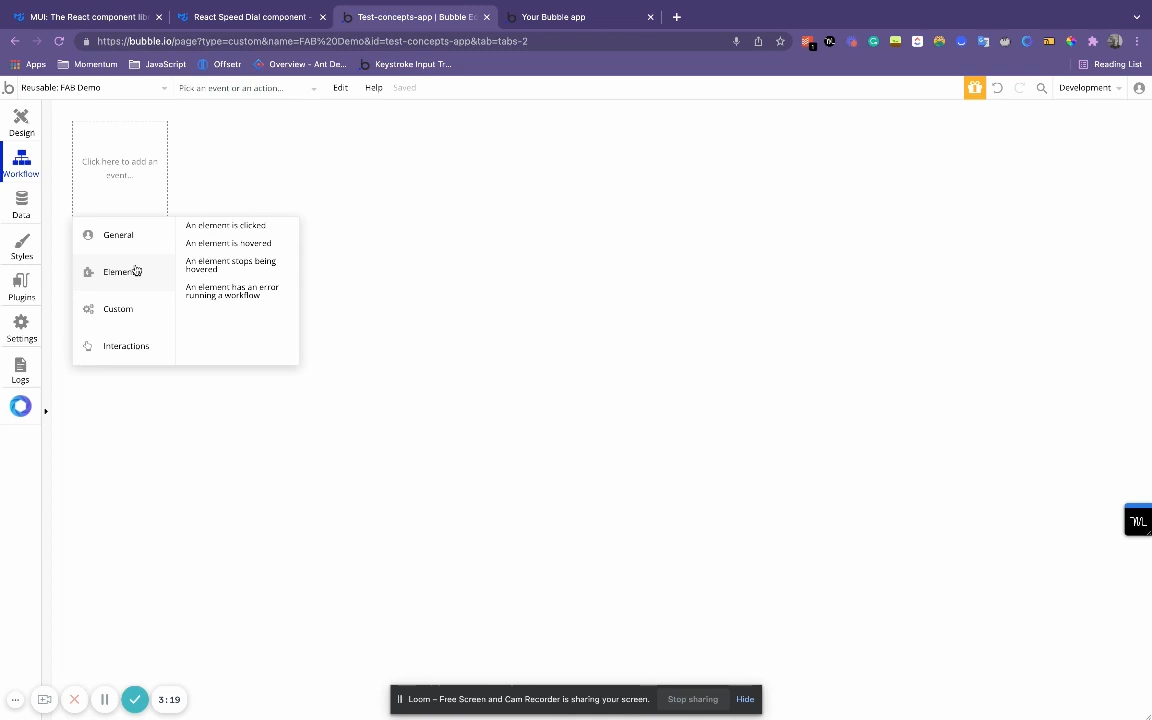 MUI: The React component lib
React Speed Dial component -
Test-concepts-app | Bubble Ed
Your Bubble app
https://bubble.io/page?type=custom&name=FAB%20Demo&id=test-concepts-app&tab=tabs-2
1
Apps
Momentum
JavaScript
Offsetr
Overview - Ant De...
Keystroke Input Tr...
Reading List
Reusable: FAB Demo
Pick an event or an action...
Edit
Help
Saved
Development
Design
Workflow
Data
Styles
Plugins
Settings
Logs
Click here to add an
event...
General
Elements
Custom
Interactions
An element is clicked
An element is hovered
An element stops being
hovered
An element has an error
running a workflow
3:19
Loom – Free Screen and Cam Recorder is sharing your screen.
Stop sharing
Hide